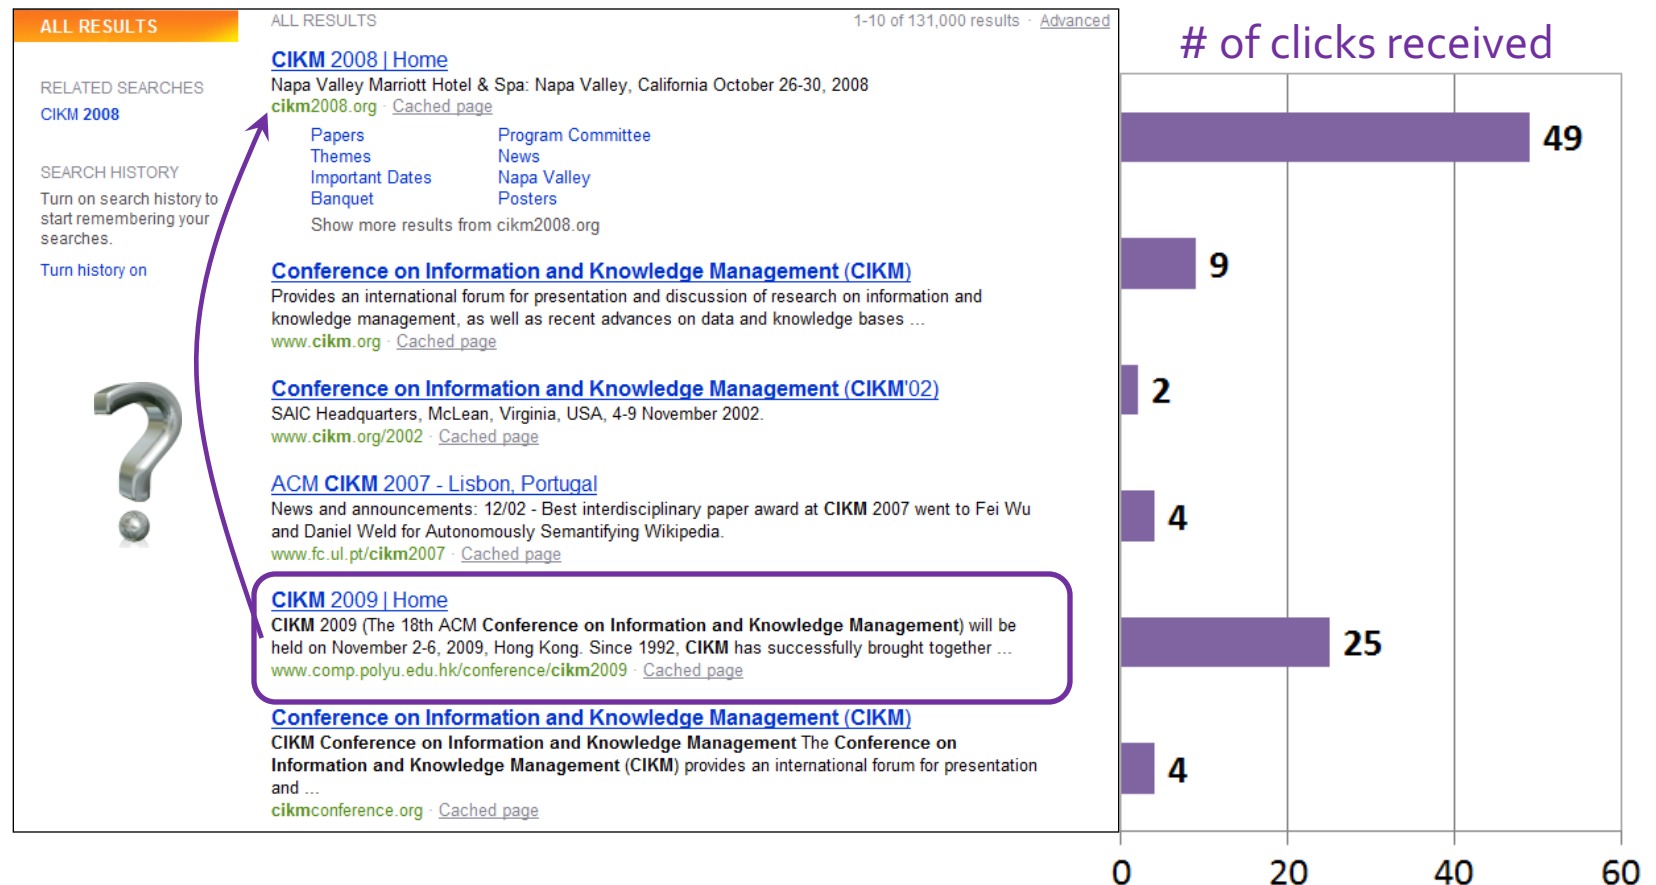 ALL RESULTS
RELATED SEARCHES
CIKM 2008
SEARCH HISTORY
Turn on search history to
start remembering your
searches.
Turn history on
ALL RESULTS
1-10 of 131,000 results · Advanced
CIKM 2008 | Home
Napa Valley Marriott Hotel & Spa: Napa Valley, California October 26-30, 2008
cikm2008.org · Cached page
Papers
Program Committee
Themes
News
Important Dates
Napa Valley
Banquet
Posters
Show more results from cikm2008.org
Conference on Information and Knowledge Management (CIKM)
Provides an international forum for presentation and discussion of research on information and
knowledge management, as well as recent advances on data and knowledge bases ...
www.cikm.org · Cached page
Conference on Information and Knowledge Management (CIKM'02)
SAIC Headquarters, McLean, Virginia, USA, 4-9 November 2002.
www.cikm.org/2002 · Cached page
ACM CIKM 2007 - Lisbon, Portugal
News and announcements: 12/02 - Best interdisciplinary paper award at CIKM 2007 went to Fei Wu
and Daniel Weld for Autonomously Semantifying Wikipedia.
www.fc.ul.pt/cikm2007 · Cached page
CIKM 2009 | Home
CIKM 2009 (The 18th ACM Conference on Information and Knowledge Management) will be
held on November 2-6, 2009, Hong Kong. Since 1992, CIKM has successfully brought together ...
www.comp.polyu.edu.hk/conference/cikm2009 · Cached page
Conference on Information and Knowledge Management (CIKM)
CIKM Conference on Information and Knowledge Management The Conference on
Information and Knowledge Management (CIKM) provides an international forum for presentation
and ...
cikmconference.org · Cached page
# of clicks received
49
9
2
4
25
4
0 20 40 60